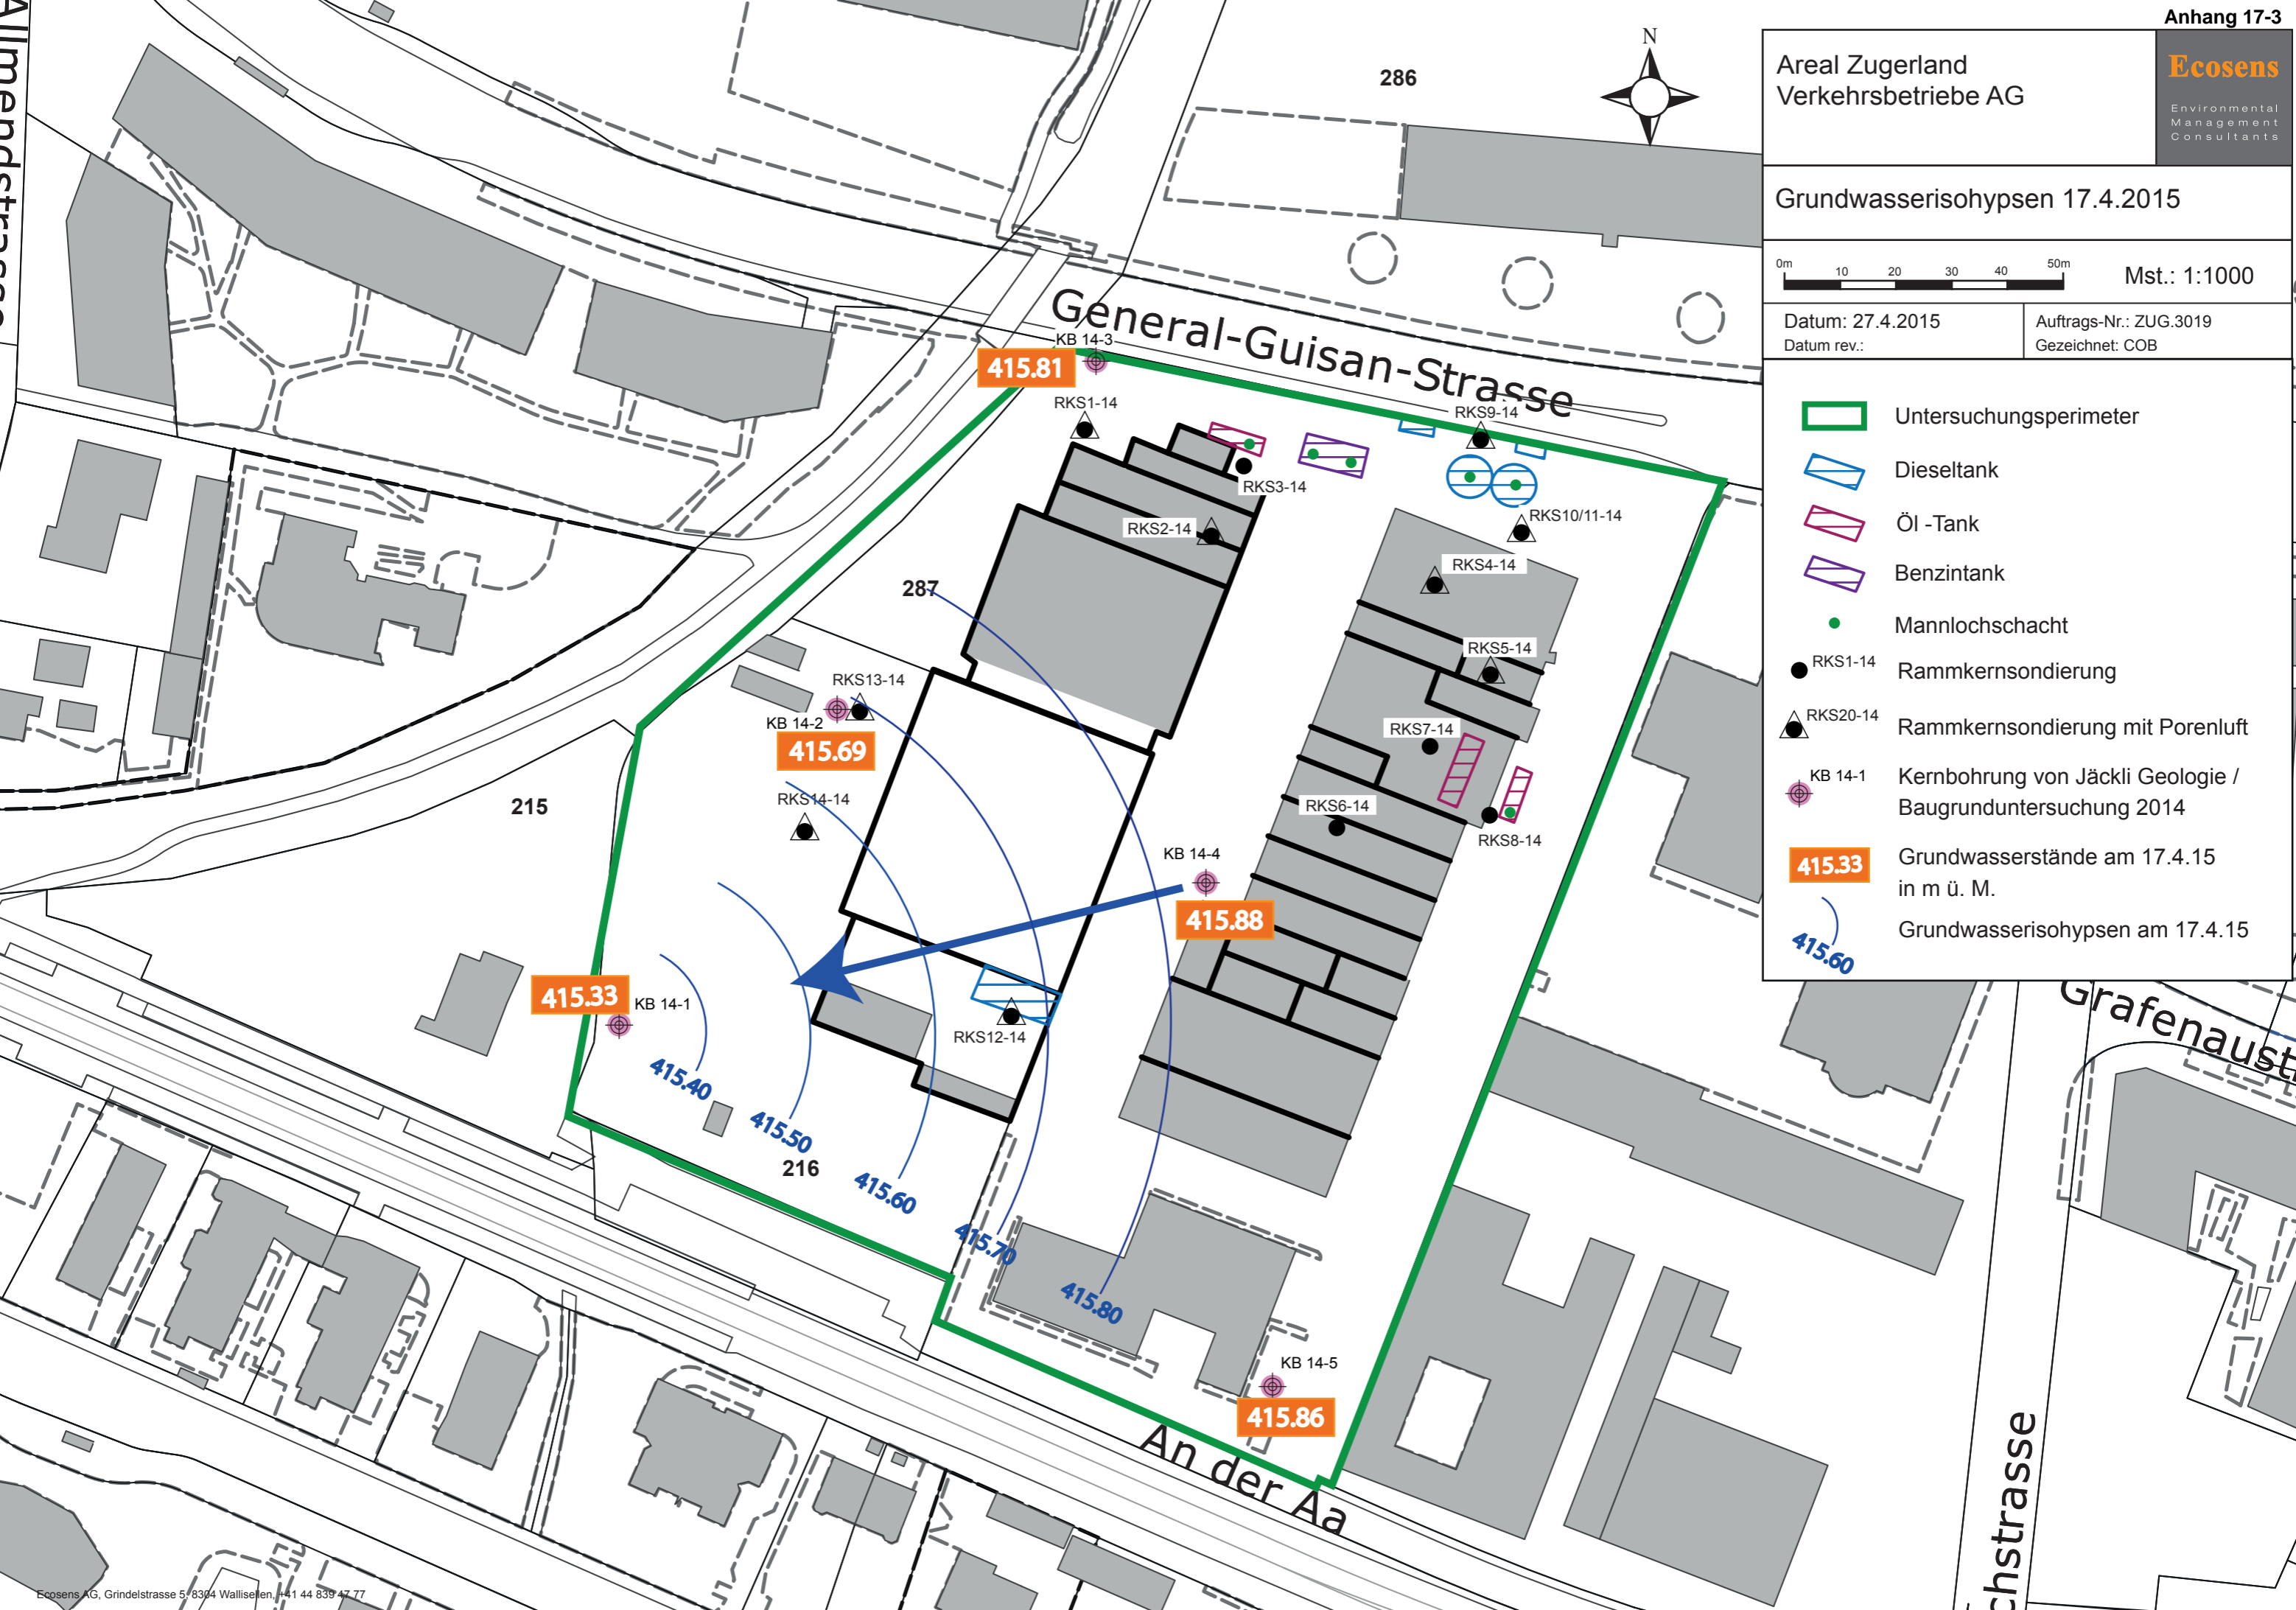 Anhang 17-3
Areal Zugerland
Verkehrsbetriebe AG
Ecosens
Environmental
Management
Consultants
Grundwasserisohypsen 17.4.2015
0m 10 20 30 40 50m
Mst.: 1:1000
Datum: 27.4.2015
Datum rev.:
Auftrags-Nr.: ZUG.3019
Gezeichnet: COB
Untersuchungsperimeter
Dieseltank
Öl -Tank
Benzintank
Mannlochschacht
RKS1-14
Rammkernsondierung
RKS20-14
Rammkernsondierung mit Porenluft
KB 14-1
Kernbohrung von Jäckli Geologie /
Baugrunduntersuchung 2014
415.33
Grundwasserstände am 17.4.15
in m ü. M.
415.60
Grundwasserisohypsen am 17.4.15
N
286
Allmendstrasse
General-Guisan-Strasse
KB 14-3
415.81
RKS1-14
RKS9-14
RKS3-14
RKS2-14
RKS10/11-14
RKS4-14
287
RKS5-14
RKS13-14
KB 14-2
415.69
RKS7-14
RKS14-14
215
RKS6-14
RKS8-14
KB 14-4
415.88
415.33
KB 14-1
RKS12-14
415.40
415.50
216
415.60
415.70
415.80
KB 14-5
415.86
An der Aa
Grafenaust
chstrasse
Ecosens AG, Grindelstrasse 5, 8304 Wallisellen, +41 44 839 47 77